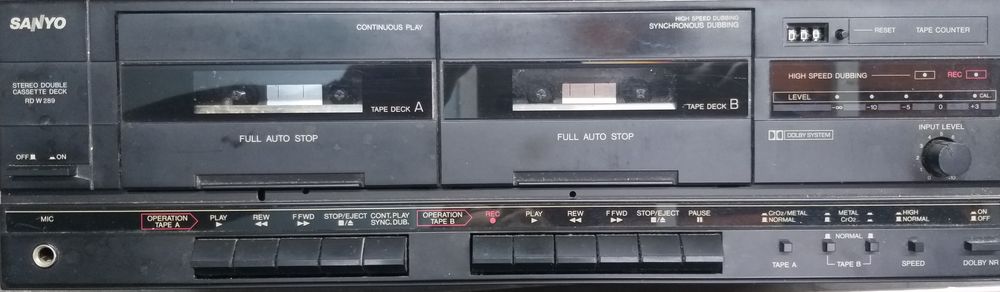 SANYO
STEREO DOUBLE
CASSETTE DECK
RD W 289
OFF ON
CONTINUOUS PLAY
TAPE DECK A
FULL AUTO STOP
HIGH SPEED DUBBING
SYNCHRONOUS DUBBING
TAPE DECK B
FULL AUTO STOP
RESET TAPE COUNTER
HIGH SPEED DUBBING REC
LEVEL CAL.
-∞ -10 -5 0 +3
DOLBY SYSTEM
INPUT LEVEL
MIC
OPERATION
TAPE A
PLAY
REW
F FWD
STOP/EJECT
CONT.PLAY
SYNC.DUB.
OPERATION
TAPE B
REC
PLAY
REW
F FWD
STOP/EJECT
PAUSE
CrO2/METAL
NORMAL
METAL
CrO2
HIGH
NORMAL
ON
OFF
NORMAL
TAPE A
TAPE B
SPEED
DOLBY NR